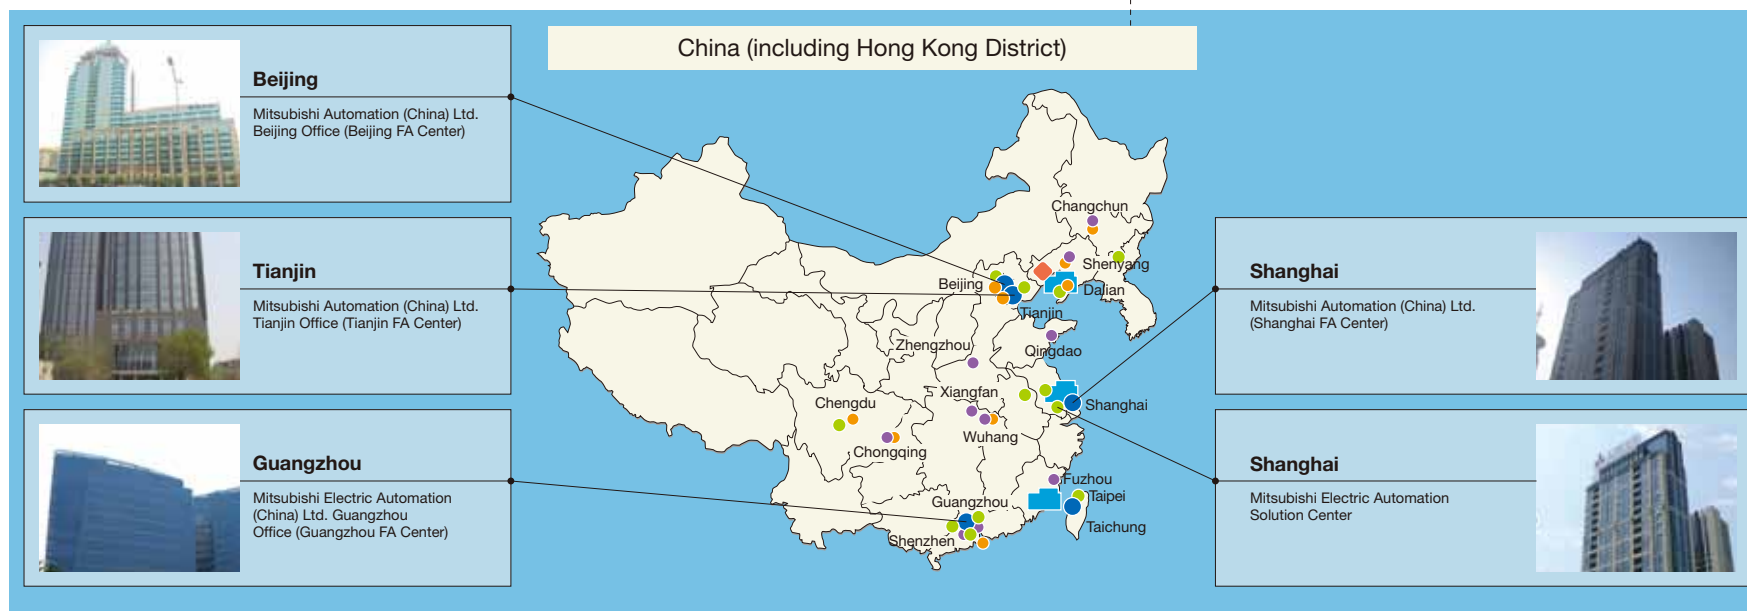 China (including Hong Kong District)
Beijing
Mitsubishi Automation (China) Ltd.
Beijing Office (Beijing FA Center)
Tianjin
Mitsubishi Automation (China) Ltd.
Tianjin Office (Tianjin FA Center)
Guangzhou
Mitsubishi Electric Automation
(China) Ltd. Guangzhou
Office (Guangzhou FA Center)
Changchun
Shenyang
Beijing
Dalian
Tianjin
Zhengzhou
Qingdao
Xiangfan
Chengdu
Shanghai
Wuhang
Chongqing
Fuzhou
Guangzhou
Taipei
Taichung
Shenzhen
Shanghai
Mitsubishi Automation (China) Ltd.
(Shanghai FA Center)
Shanghai
Mitsubishi Electric Automation
Solution Center